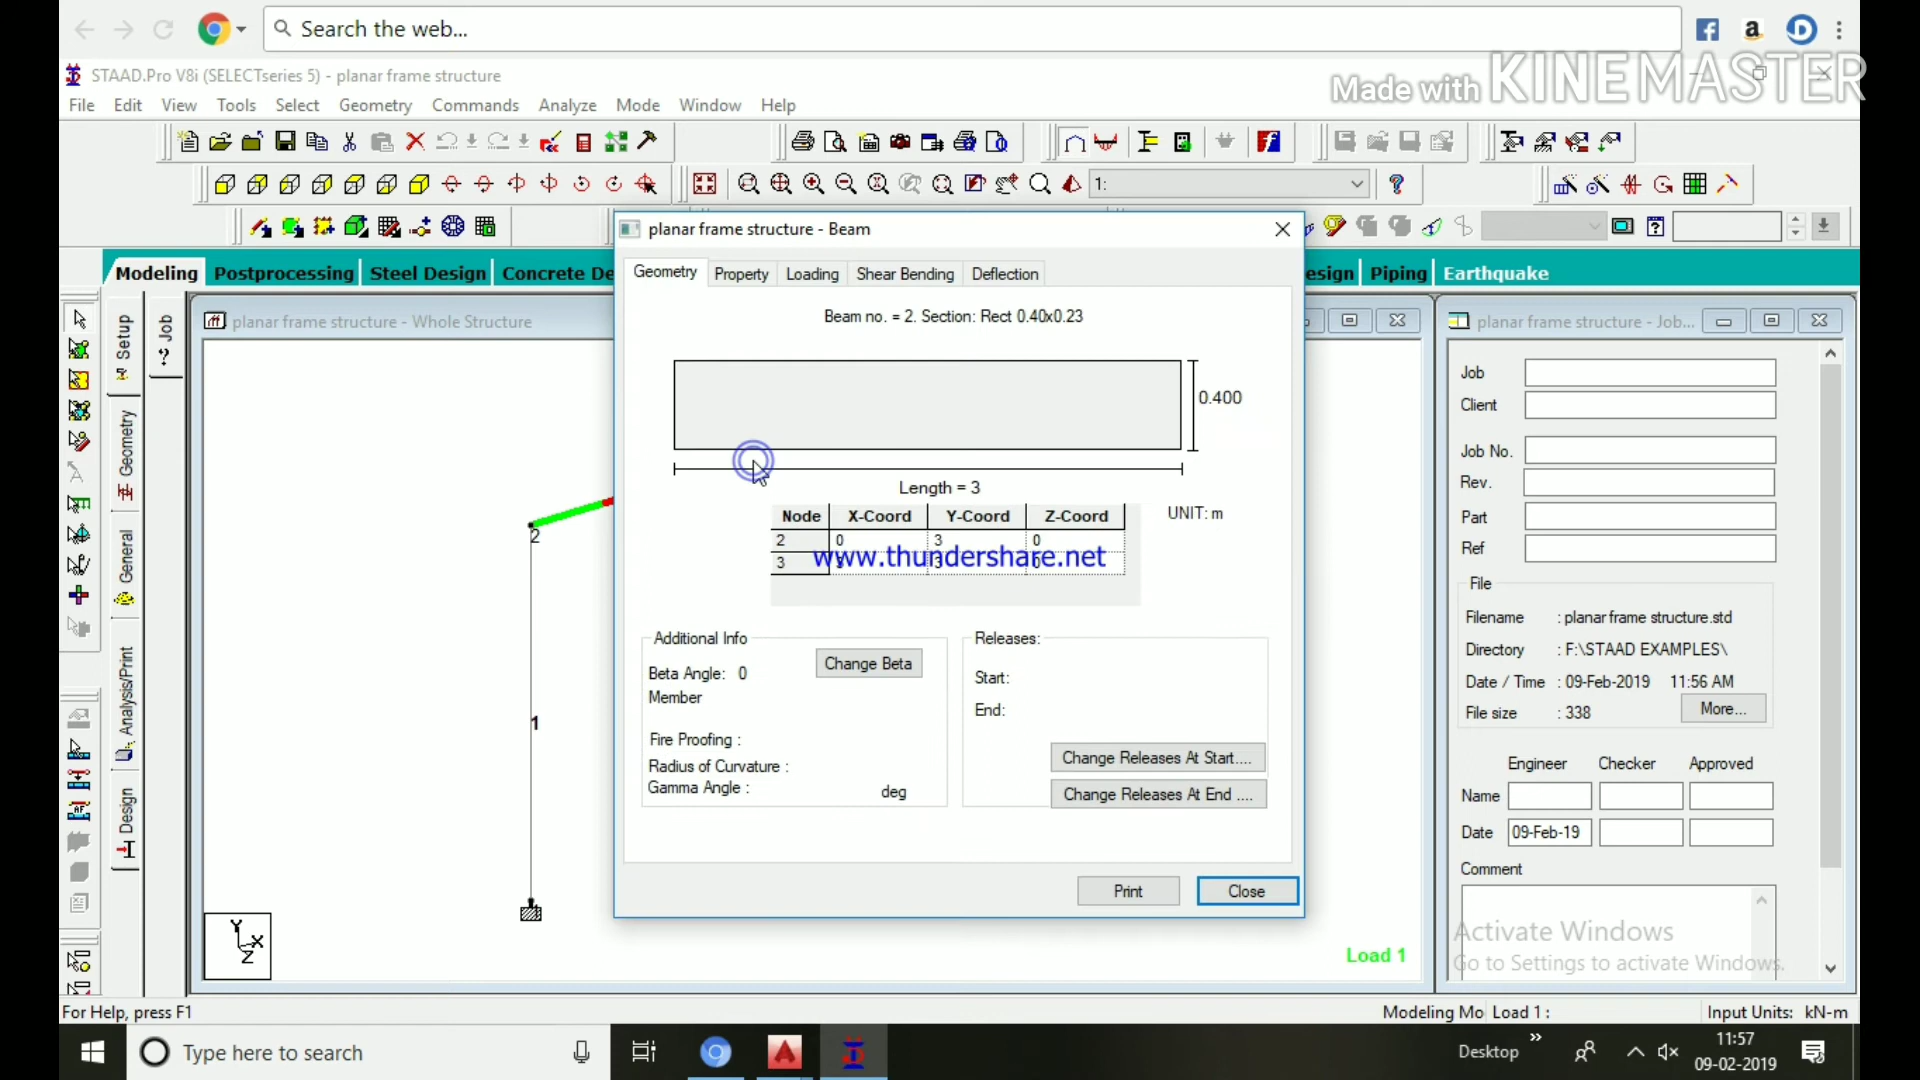 Search the web...
Made with KINEMASTER
STAAD.Pro V8i (SELECTseries 5) - planar frame structure
File Edit View Tools Select Geometry Commands Analyze Mode Window Help
1:
planar frame structure - Beam
Modeling Postprocessing Steel Design Concrete De
esign Piping Earthquake
Geometry Property Loading Shear Bending Deflection
Setup
Job
Geometry
General
Analysis/Print
Design
planar frame structure - Whole Structure
Beam no. = 2. Section: Rect 0.40x0.23
0.400
Length = 3
UNIT: m
Node X-Coord Y-Coord Z-Coord
2 0 3 0
3 3 0
www.thundershare.net
Additional Info
Beta Angle: 0
Change Beta
Member
Fire Proofing :
Radius of Curvature :
Gamma Angle : deg
Releases:
Start:
End:
Change Releases At Start....
Change Releases At End ....
Print Close
2
1
Y
X
Z
Load 1
planar frame structure - Job...
Job
Client
Job No.
Rev.
Part
Ref
File
Filename : planar frame structure.std
Directory : F:\STAAD EXAMPLES\
Date / Time : 09-Feb-2019 11:56 AM
File size : 338
More...
Engineer Checker Approved
Name
Date 09-Feb-19
Comment
Activate Windows
Go to Settings to activate Windows.
For Help, press F1
Modeling Mo Load 1 : Input Units: kN-m
Type here to search
Desktop
11:57
09-02-2019